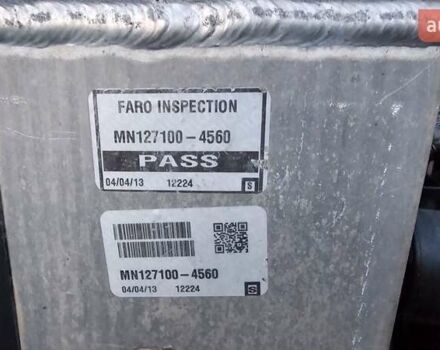 FARO INSPECTION
MN127100-4560
PASS
04/04/13 12224 S
MN127100-4560
04/04/13 12224 S